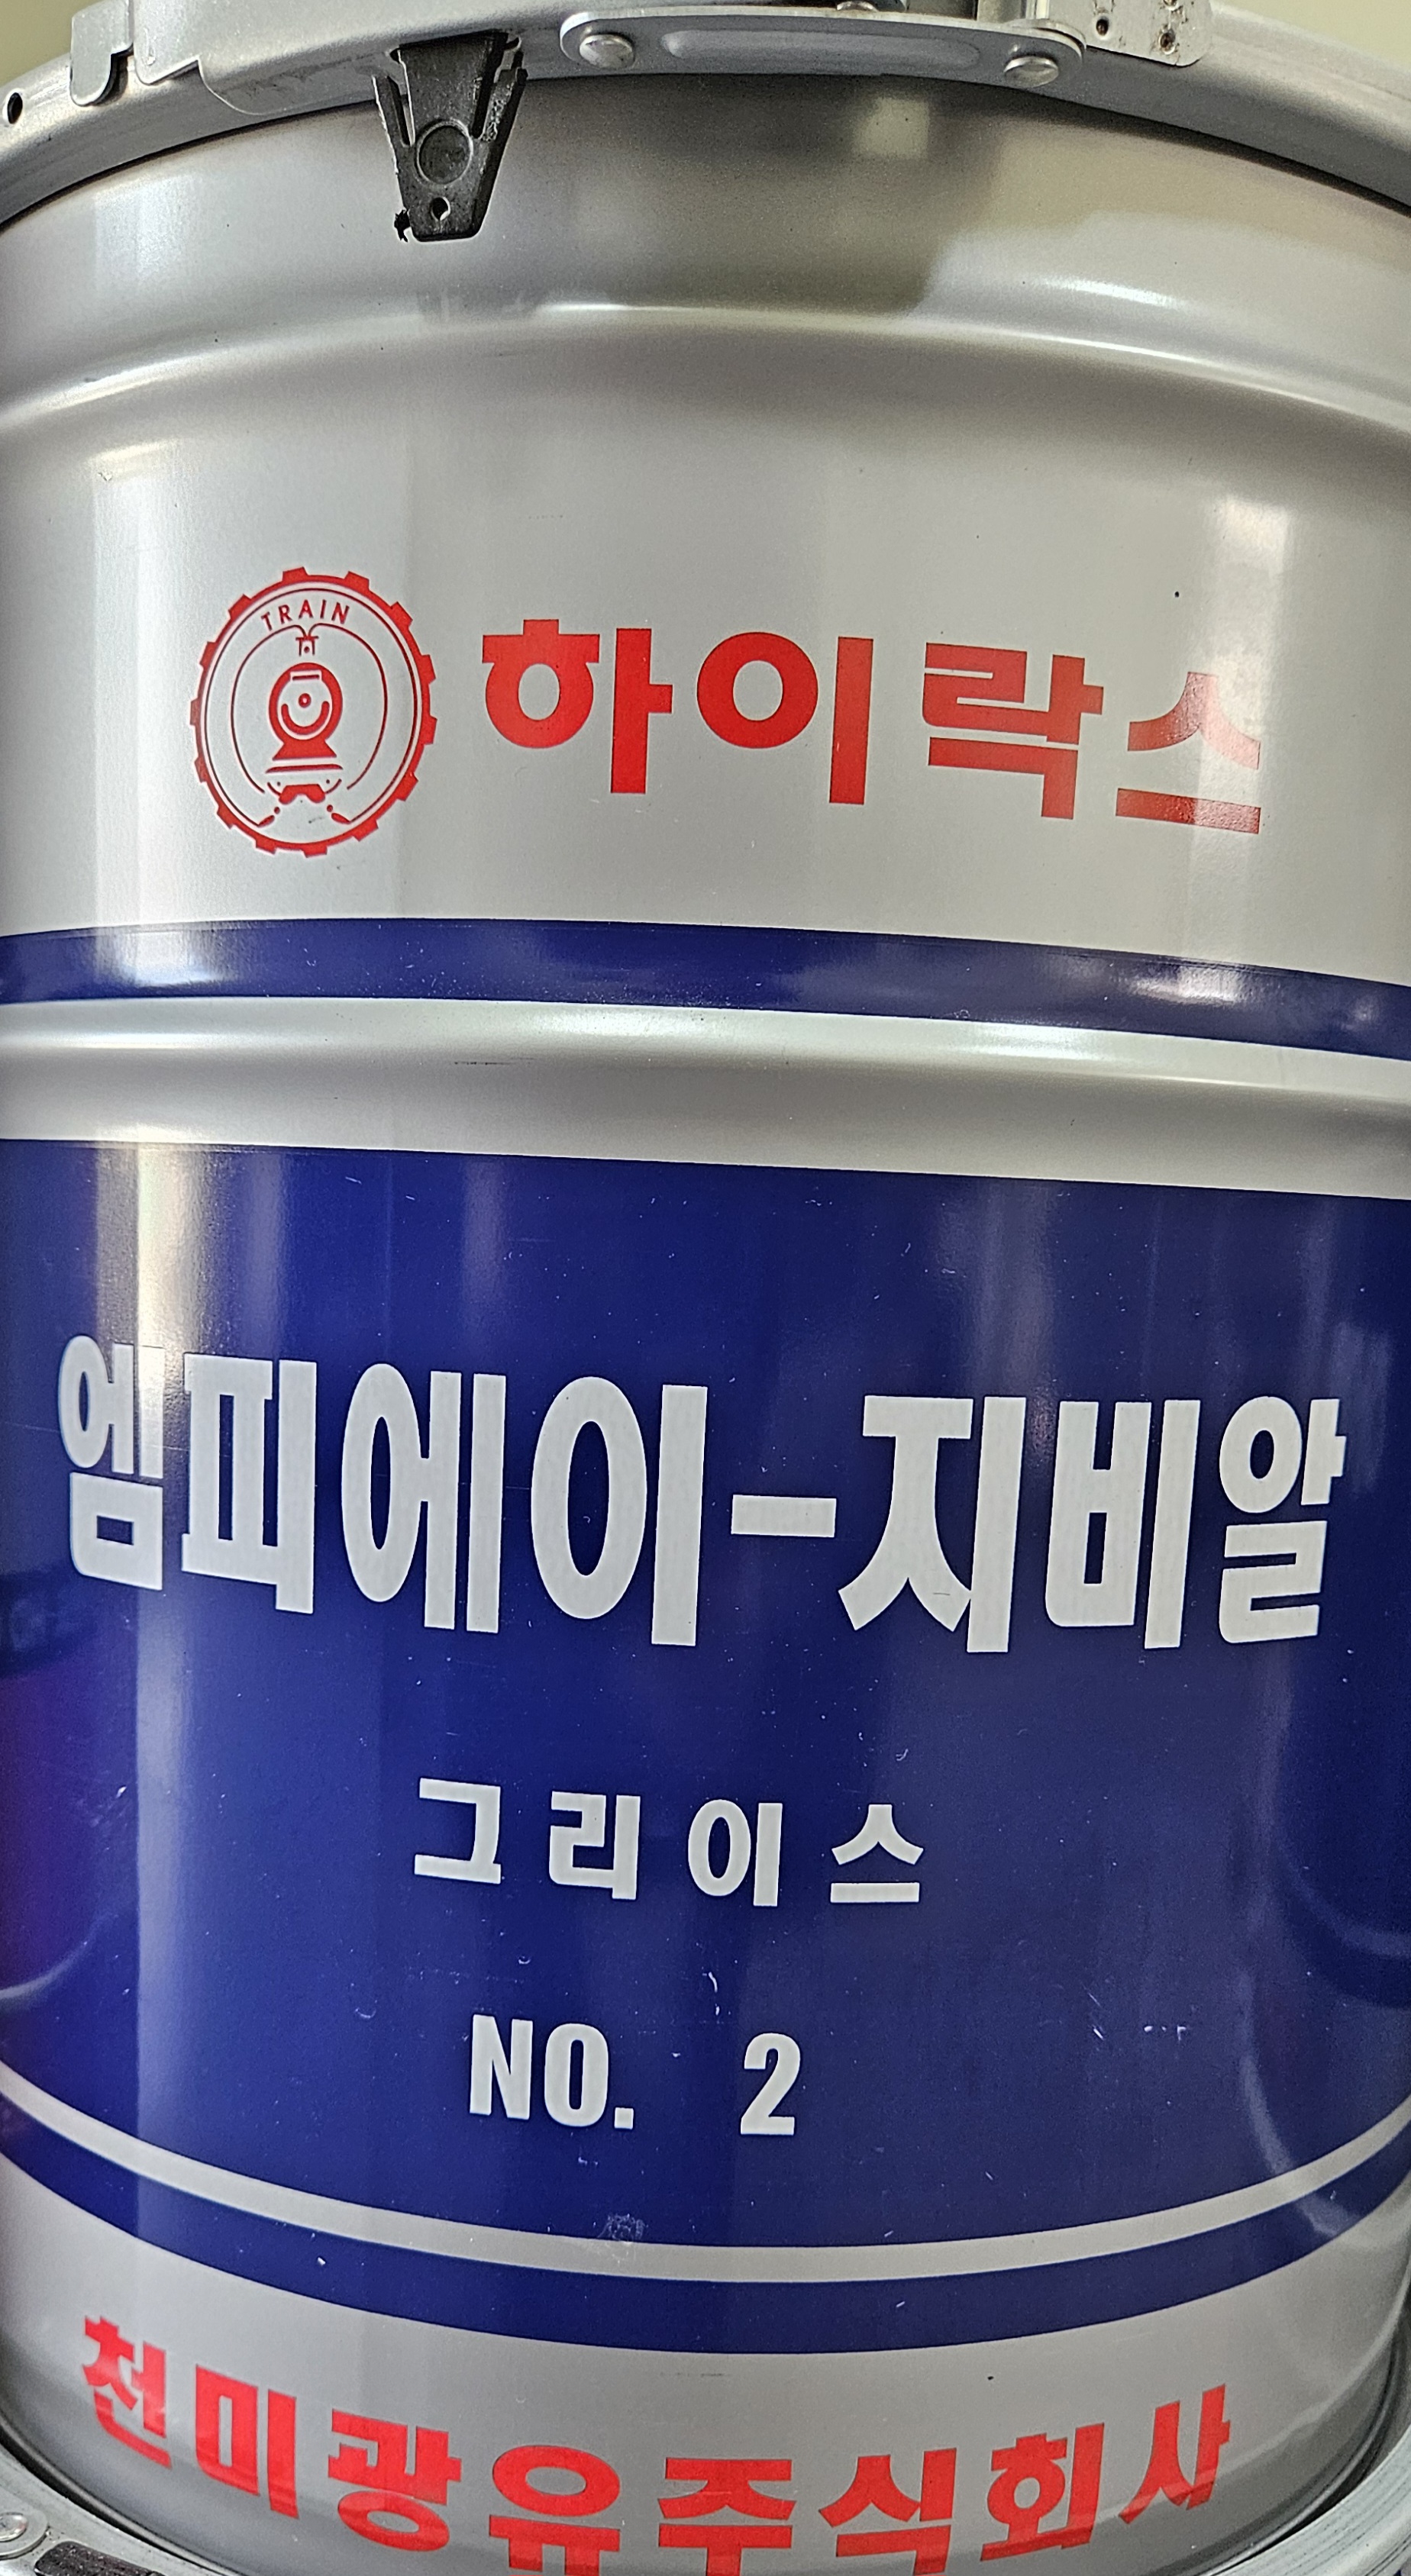 TRAIN
하이락스
엠피에이-지비알
그리이스
NO. 2
천미광유주식회사